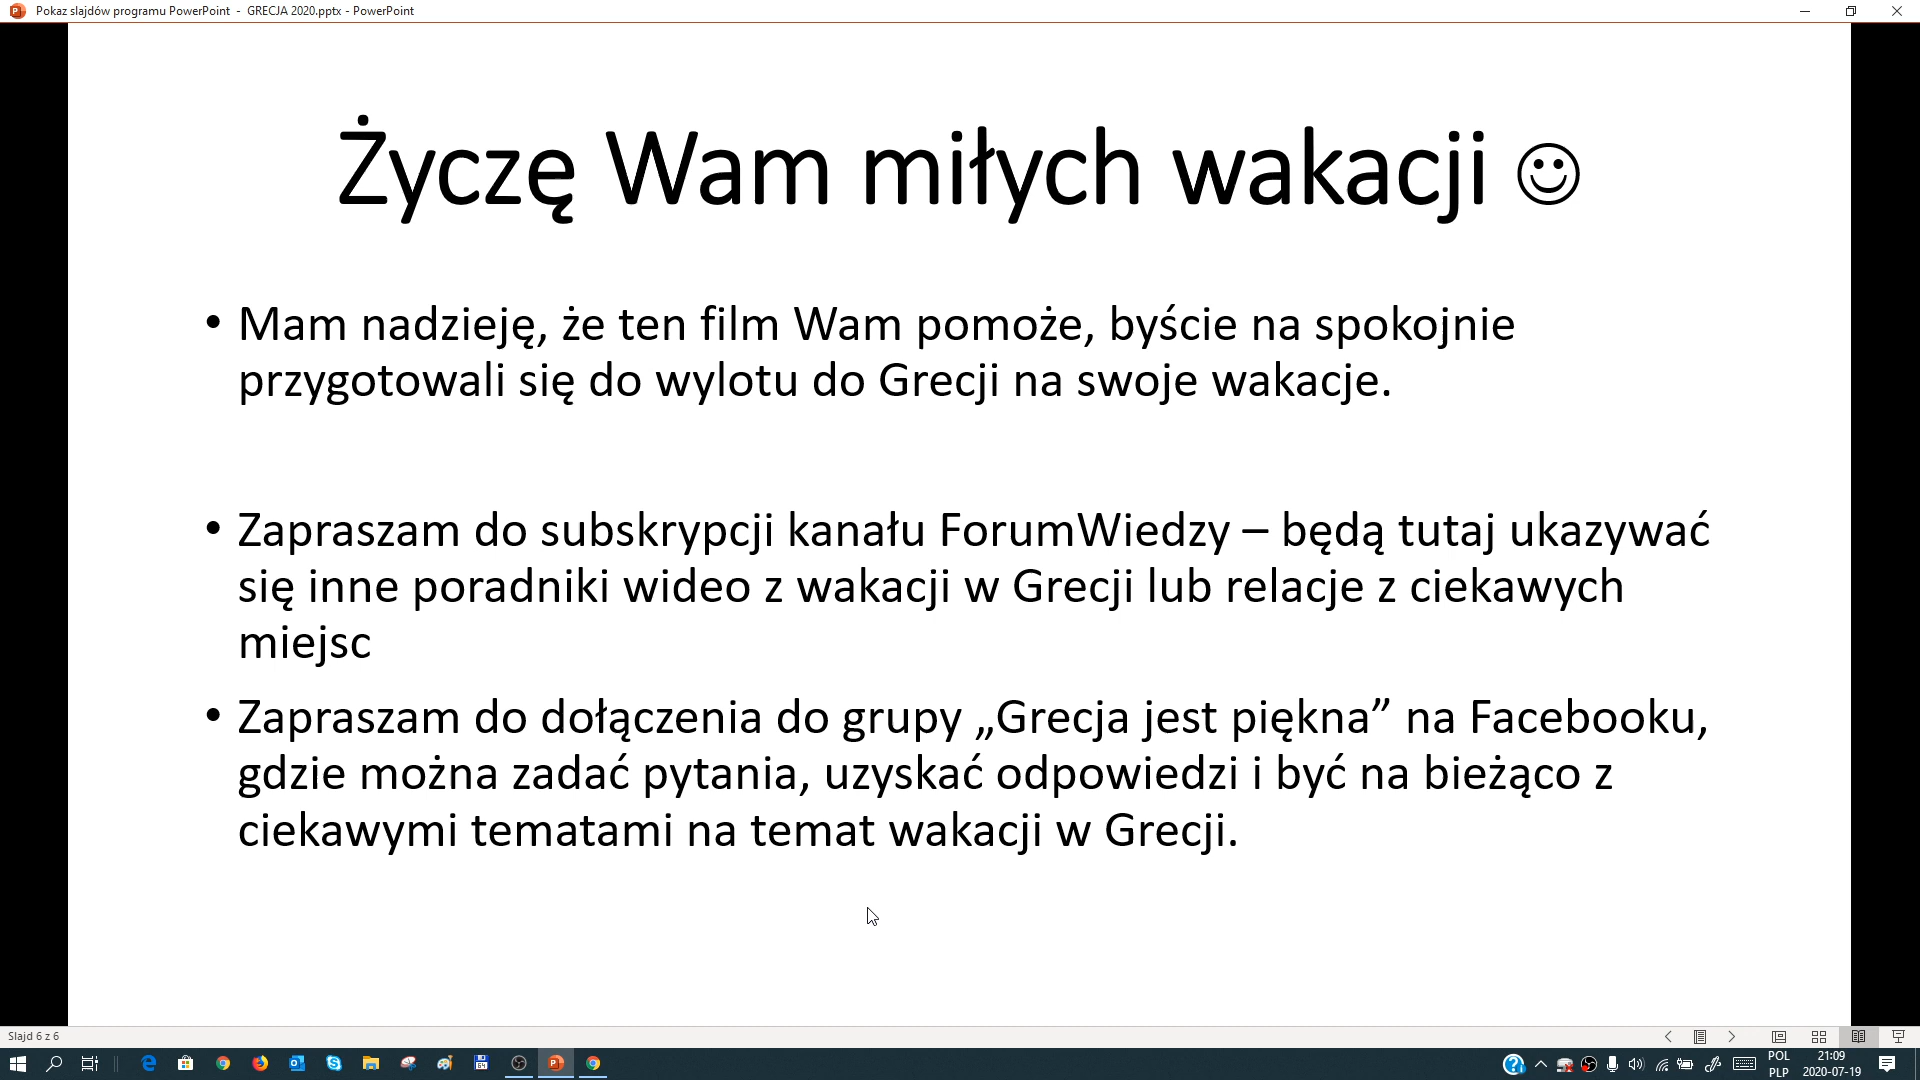 Pokaz slajdów programu PowerPoint - GRECJA 2020.pptx - PowerPoint
Życzę Wam miłych wakacji ☺
• Mam nadzieję, że ten film Wam pomoże, byście na spokojnie
przygotowali się do wylotu do Grecji na swoje wakacje.
• Zapraszam do subskrypcji kanału ForumWiedzy – będą tutaj ukazywać
się inne poradniki wideo z wakacji w Grecji lub relacje z ciekawych
miejsc
• Zapraszam do dołączenia do grupy „Grecja jest piękna” na Facebooku,
gdzie można zadać pytania, uzyskać odpowiedzi i być na bieżąco z
ciekawymi tematami na temat wakacji w Grecji.
Slajd 6 z 6
POL 21:09
PLP 2020-07-19